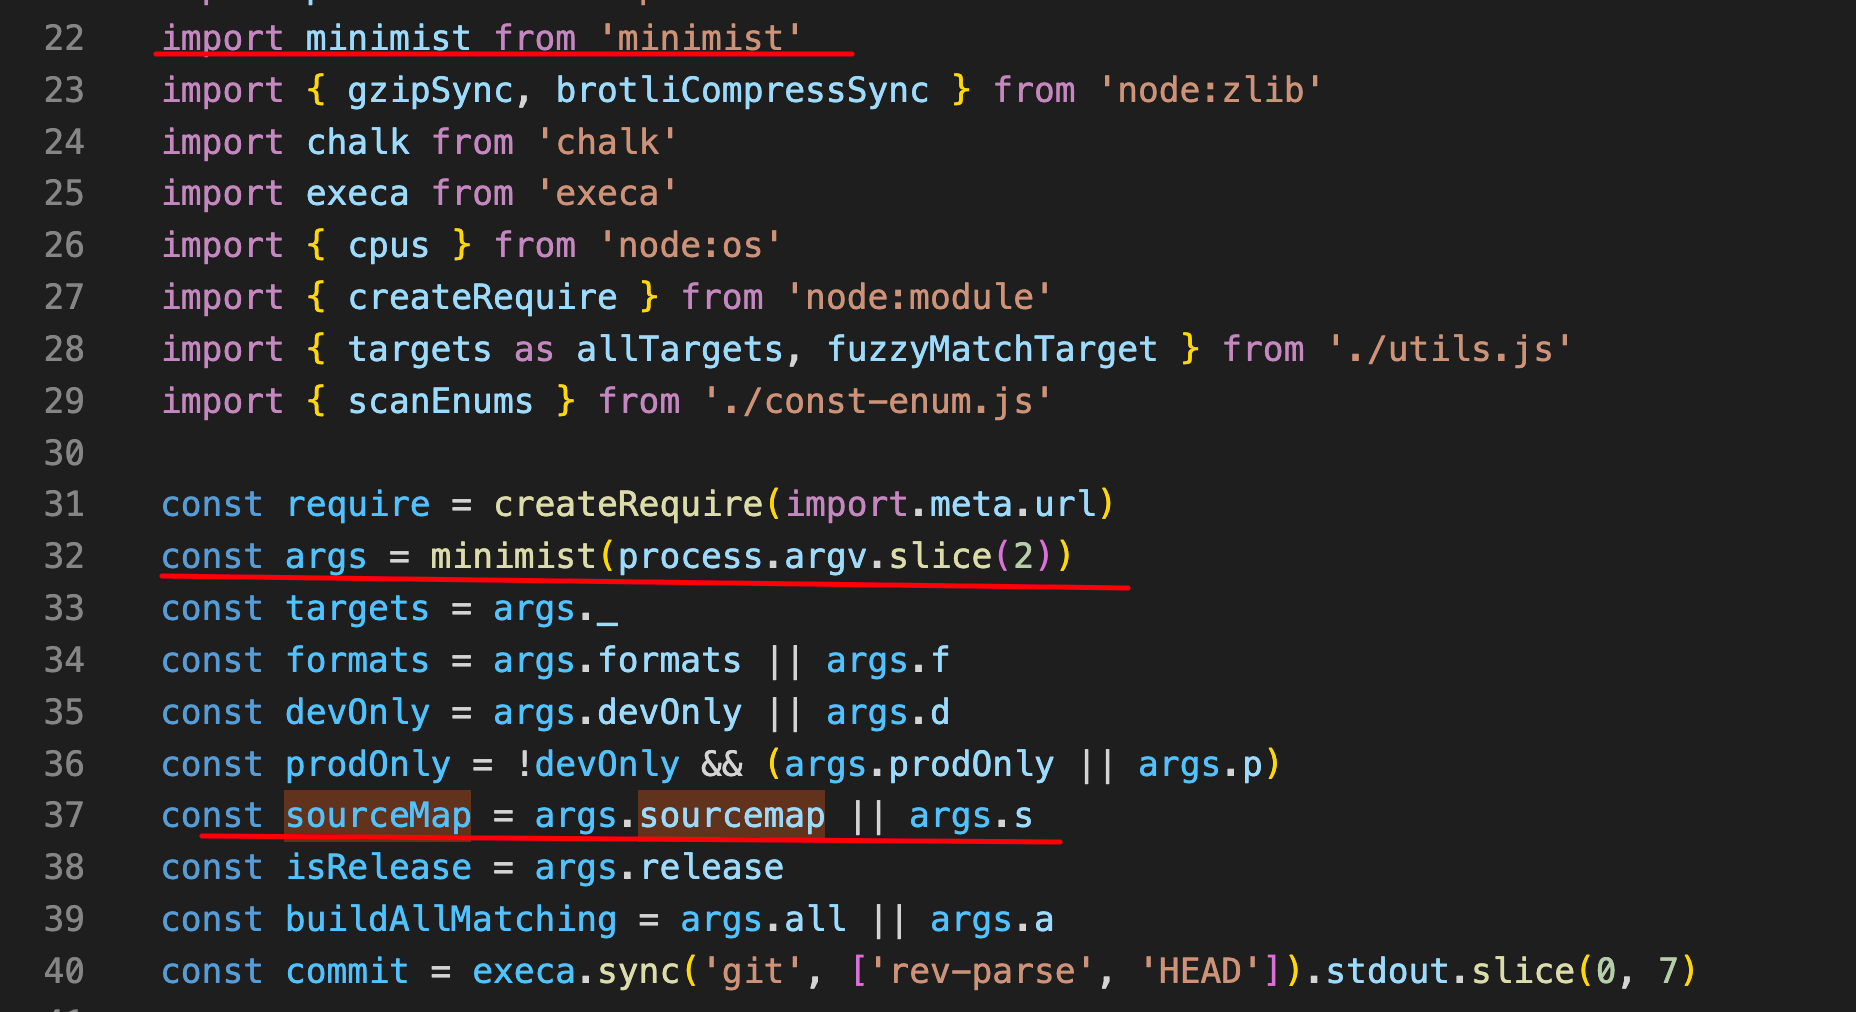 22 import minimist from 'minimist'
23 import { gzipSync, brotliCompressSync } from 'node:zlib'
24 import chalk from 'chalk'
25 import execa from 'execa'
26 import { cpus } from 'node:os'
27 import { createRequire } from 'node:module'
28 import { targets as allTargets, fuzzyMatchTarget } from './utils.js'
29 import { scanEnums } from './const-enum.js'
30
31 const require = createRequire(import.meta.url)
32 const args = minimist(process.argv.slice(2))
33 const targets = args._
34 const formats = args.formats || args.f
35 const devOnly = args.devOnly || args.d
36 const prodOnly = !devOnly && (args.prodOnly || args.p)
37 const sourceMap = args.sourcemap || args.s
38 const isRelease = args.release
39 const buildAllMatching = args.all || args.a
40 const commit = execa.sync('git', ['rev-parse', 'HEAD']).stdout.slice(0, 7)